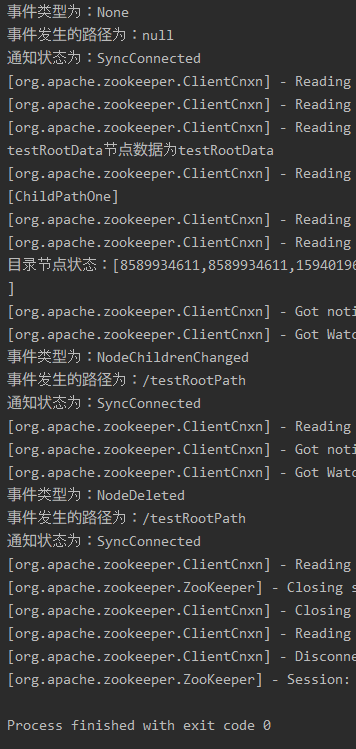 事件类型为：None
事件发生的路径为：null
通知状态为：SyncConnected
[org.apache.zookeeper.ClientCnxn] - Reading
[org.apache.zookeeper.ClientCnxn] - Reading
[org.apache.zookeeper.ClientCnxn] - Reading
testRootData节点数据为testRootData
[org.apache.zookeeper.ClientCnxn] - Reading
[ChildPathOne]
[org.apache.zookeeper.ClientCnxn] - Reading
[org.apache.zookeeper.ClientCnxn] - Reading
目录节点状态：[8589934611,8589934611,15940196
]
[org.apache.zookeeper.ClientCnxn] - Got noti
[org.apache.zookeeper.ClientCnxn] - Got Watc
事件类型为：NodeChildrenChanged
事件发生的路径为：/testRootPath
通知状态为：SyncConnected
[org.apache.zookeeper.ClientCnxn] - Reading
[org.apache.zookeeper.ClientCnxn] - Got noti
[org.apache.zookeeper.ClientCnxn] - Got Watc
事件类型为：NodeDeleted
事件发生的路径为：/testRootPath
通知状态为：SyncConnected
[org.apache.zookeeper.ClientCnxn] - Reading
[org.apache.zookeeper.ZooKeeper] - Closing s
[org.apache.zookeeper.ClientCnxn] - Closing
[org.apache.zookeeper.ClientCnxn] - Reading
[org.apache.zookeeper.ClientCnxn] - Disconne
[org.apache.zookeeper.ZooKeeper] - Session:
Process finished with exit code 0